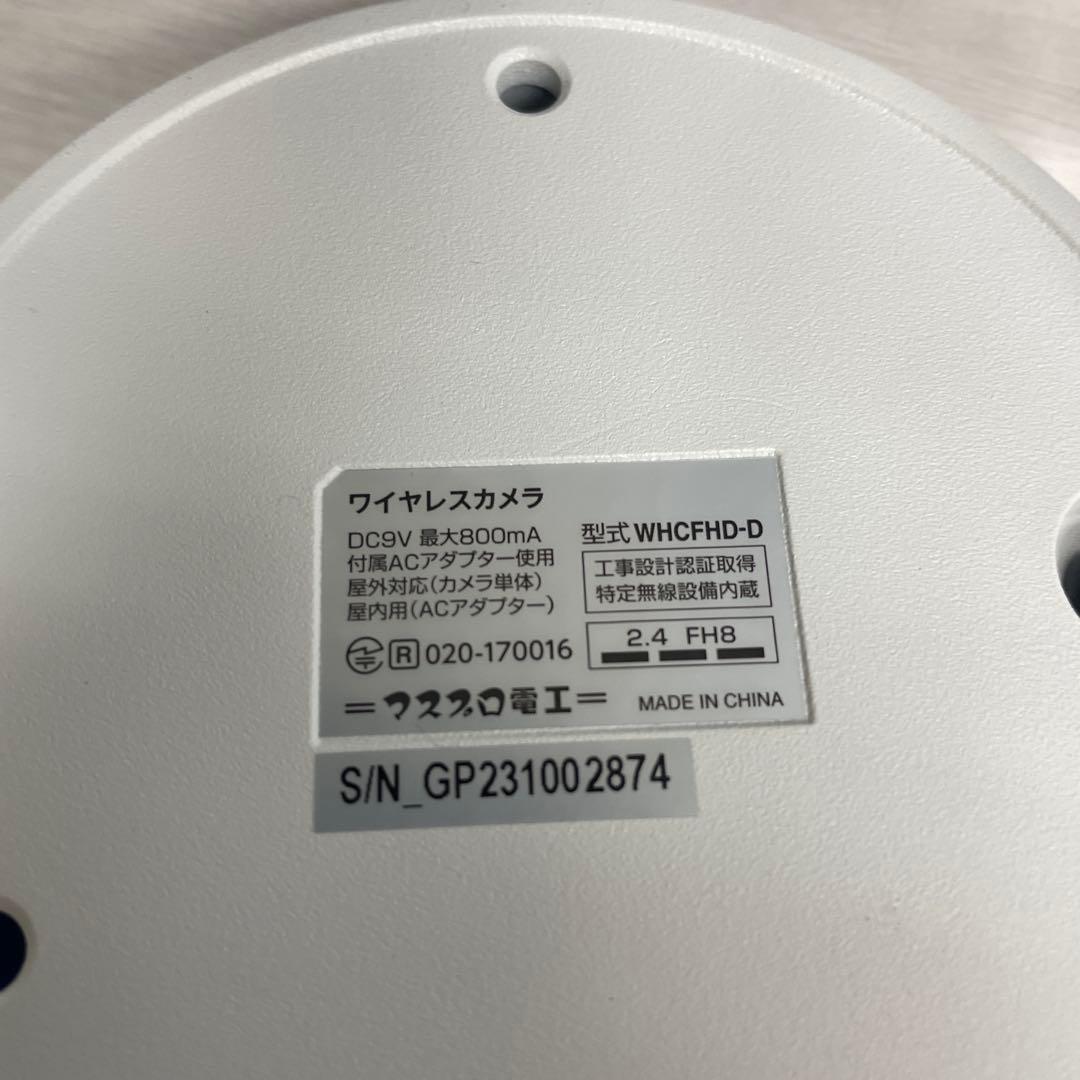 ワイヤレスカメラ
DC9V 最大800mA
付属ACアダプター使用
屋外対応(カメラ単体)
屋内用(ACアダプター)
型式 WHCFHD-D
工事設計認証取得
特定無線設備内蔵
R 020-170016
2.4 FH8
=マスプロ電工=
MADE IN CHINA
S/N_GP231002874